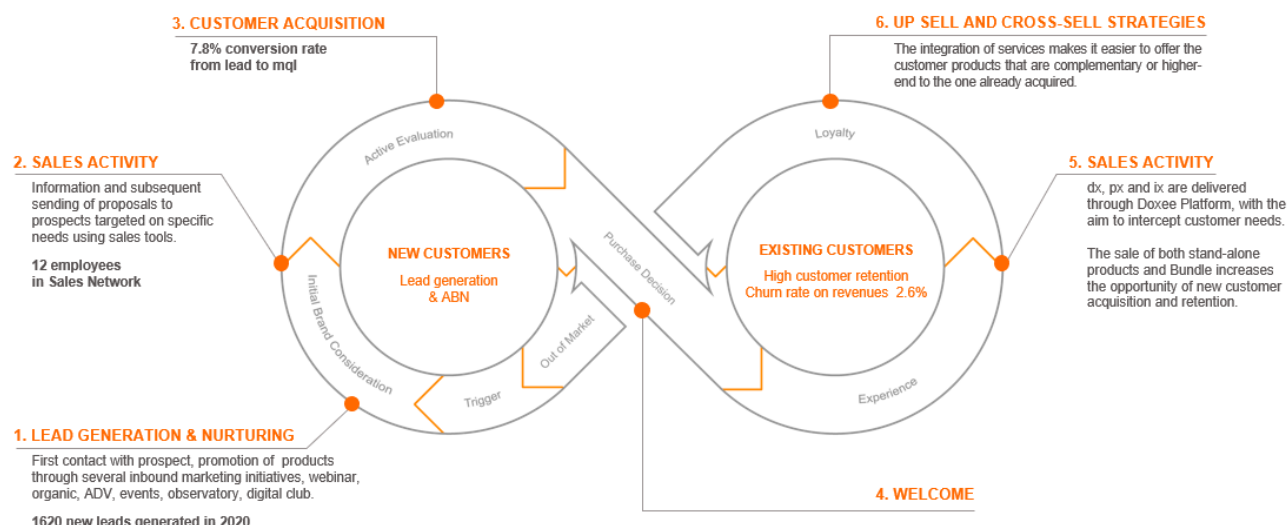 3. CUSTOMER ACQUISITION
7.8% conversion rate
from lead to mql
6. UP SELL AND CROSS-SELL STRATEGIES
The integration of services makes it easier to offer the
customer products that are complementary or higher-
end to the one already acquired.
Active Evaluation
Loyalty
2. SALES ACTIVITY
Information and subsequent
sending of proposals to
prospects targeted on specific
needs using sales tools.
12 employees
in Sales Network
5. SALES ACTIVITY
dx, px and ix are delivered
through Doxee Platform, with the
aim to intercept customer needs.
The sale of both stand-alone
products and Bundle increases
the opportunity of new customer
acquisition and retention.
NEW CUSTOMERS
Lead generation
& ABN
Purchase Decision
EXISTING CUSTOMERS
High customer retention
Churn rate on revenues 2.6%
Initial Brand Consideration
Out of Market
Trigger
Experience
1. LEAD GENERATION & NURTURING
First contact with prospect, promotion of products
through several inbound marketing initiatives, webinar,
organic, ADV, events, observatory, digital club.
1620 new leads generated in 2020
4. WELCOME